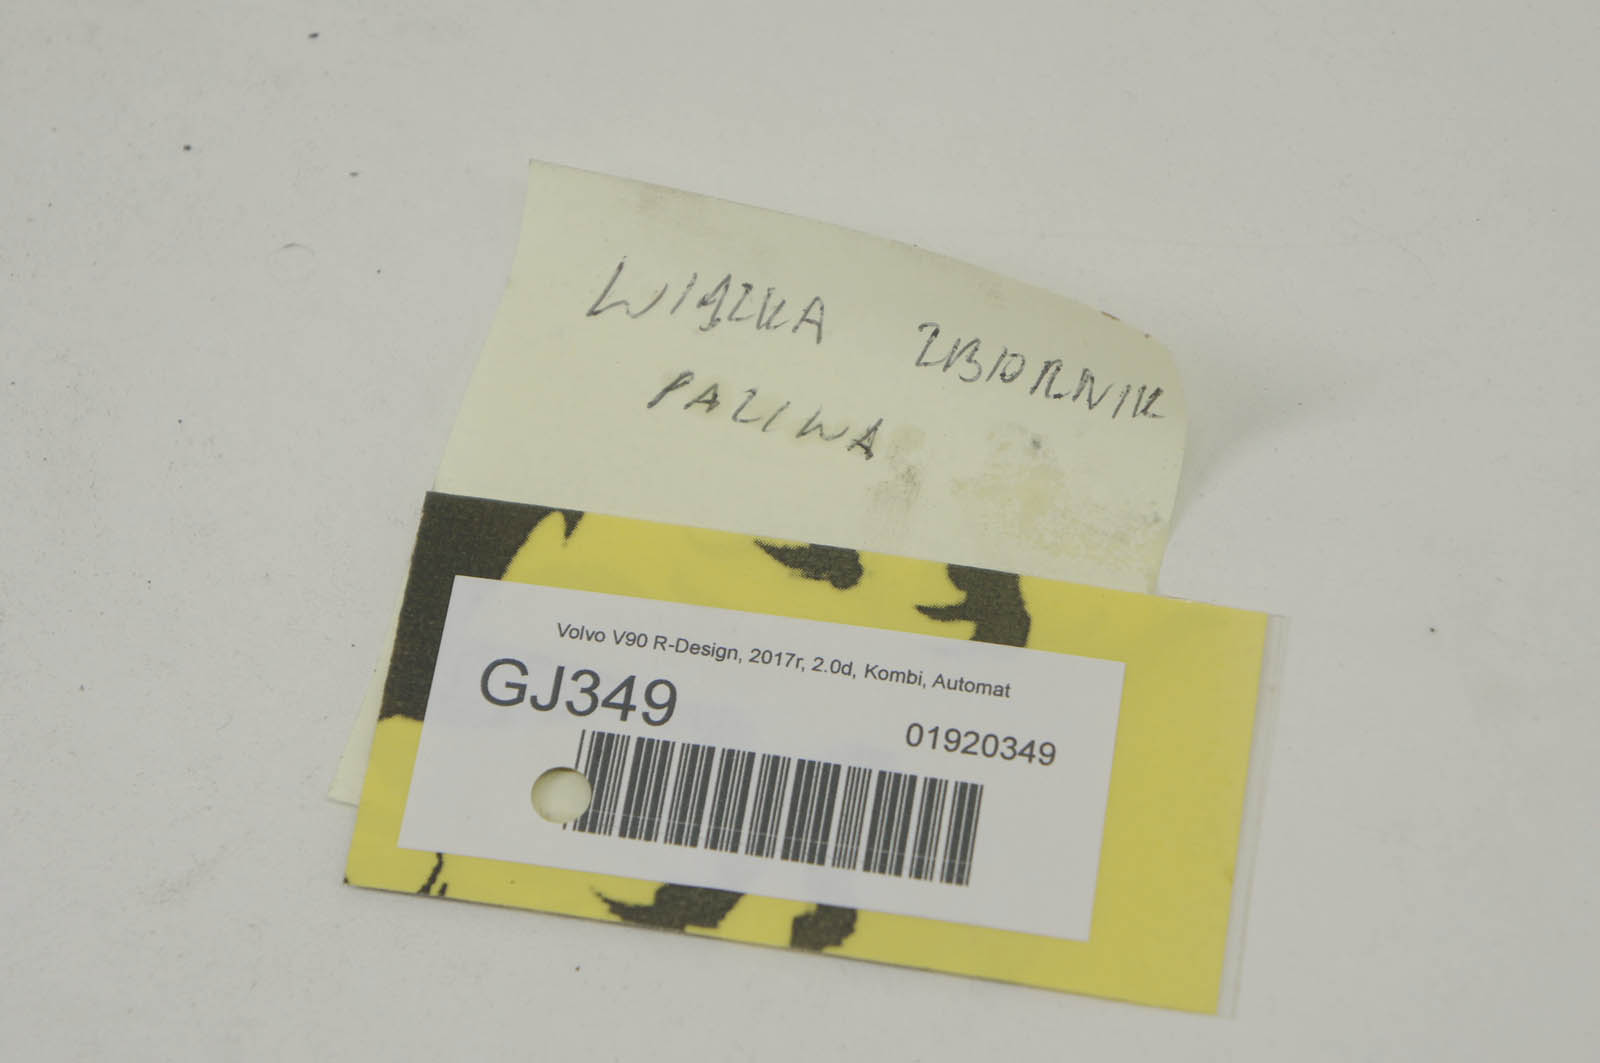 WIĄZKA ZBIORNIK
PALIWA
Volvo V90 R-Design, 2017r, 2.0d, Kombi, Automat
GJ349
01920349